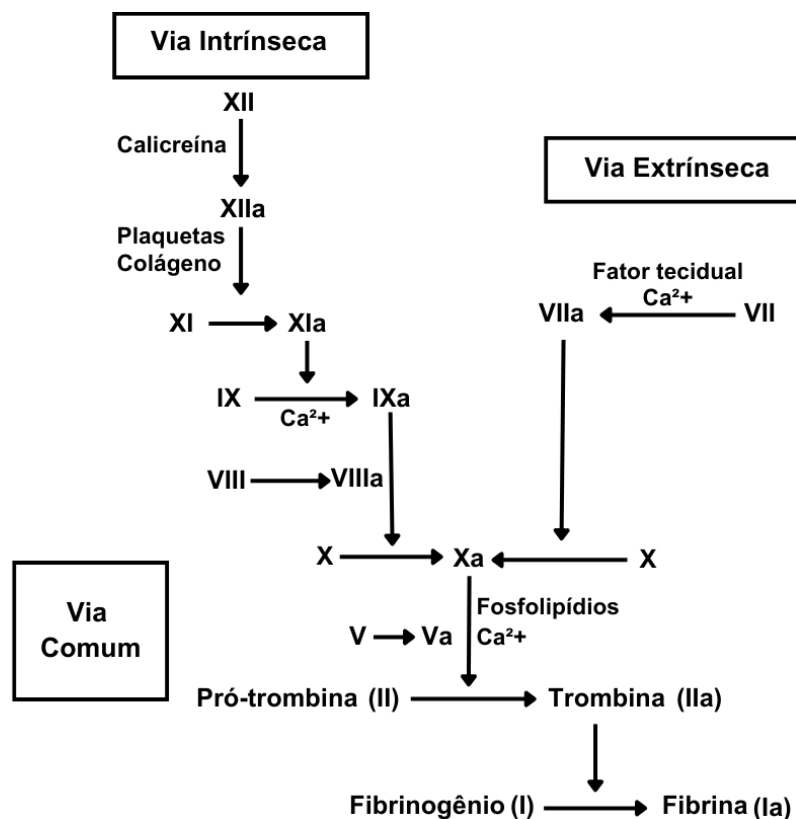 Via Intrínseca
XII
Calicreína
XIIa
Plaquetas
Colágeno
XI XIa
IX IXa
Ca²+
VIII VIIIa
Via Extrínseca
Fator tecidual
Ca²+
VIIa VII
X Xa X
Via
Comum
Fosfolipídios
V Va Ca²+
Pró-trombina (II) Trombina (IIa)
Fibrinogênio (I) Fibrina (Ia)